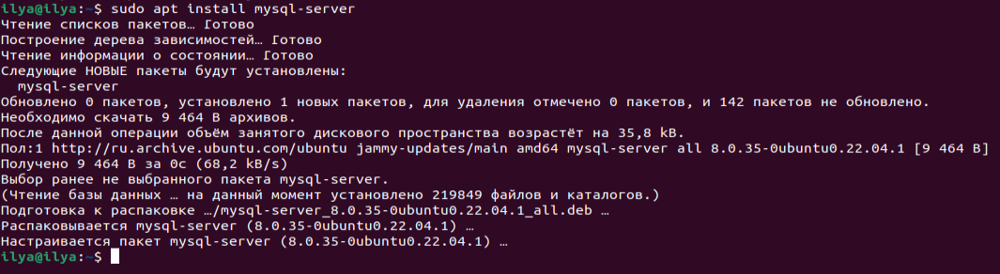 ilya@ilya:~$ sudo apt install mysql-server
Чтение списков пакетов… Готово
Построение дерева зависимостей… Готово
Чтение информации о состоянии… Готово
Следующие НОВЫЕ пакеты будут установлены:
  mysql-server
Обновлено 0 пакетов, установлено 1 новых пакетов, для удаления отмечено 0 пакетов, и 142 пакетов не обновлено.
Необходимо скачать 9 464 B архивов.
После данной операции объём занятого дискового пространства возрастёт на 35,8 kB.
Пол:1 http://ru.archive.ubuntu.com/ubuntu jammy-updates/main amd64 mysql-server all 8.0.35-0ubuntu0.22.04.1 [9 464 B]
Получено 9 464 B за 0с (68,2 kB/s)
Выбор ранее не выбранного пакета mysql-server.
(Чтение базы данных … на данный момент установлено 219849 файлов и каталогов.)
Подготовка к распаковке …/mysql-server_8.0.35-0ubuntu0.22.04.1_all.deb …
Распаковывается mysql-server (8.0.35-0ubuntu0.22.04.1) …
Настраивается пакет mysql-server (8.0.35-0ubuntu0.22.04.1) …
ilya@ilya:~$